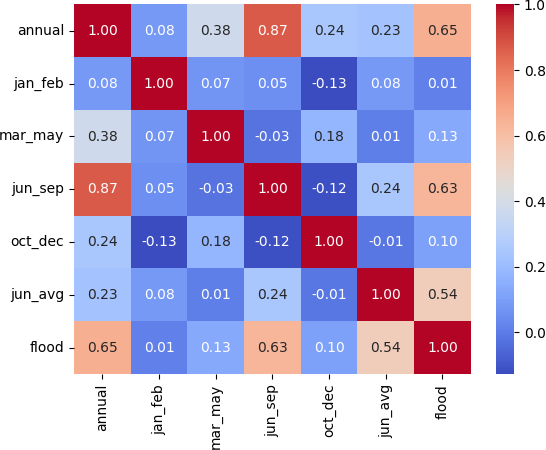 annual 1.00 0.08 0.38 0.87 0.24 0.23 0.65
jan_feb 0.08 1.00 0.07 0.05 -0.13 0.08 0.01
mar_may 0.38 0.07 1.00 -0.03 0.18 0.01 0.13
jun_sep 0.87 0.05 -0.03 1.00 -0.12 0.24 0.63
oct_dec 0.24 -0.13 0.18 -0.12 1.00 -0.01 0.10
jun_avg 0.23 0.08 0.01 0.24 -0.01 1.00 0.54
flood 0.65 0.01 0.13 0.63 0.10 0.54 1.00
annual
jan_feb
mar_may
jun_sep
oct_dec
jun_avg
flood
1.0
0.8
0.6
0.4
0.2
0.0